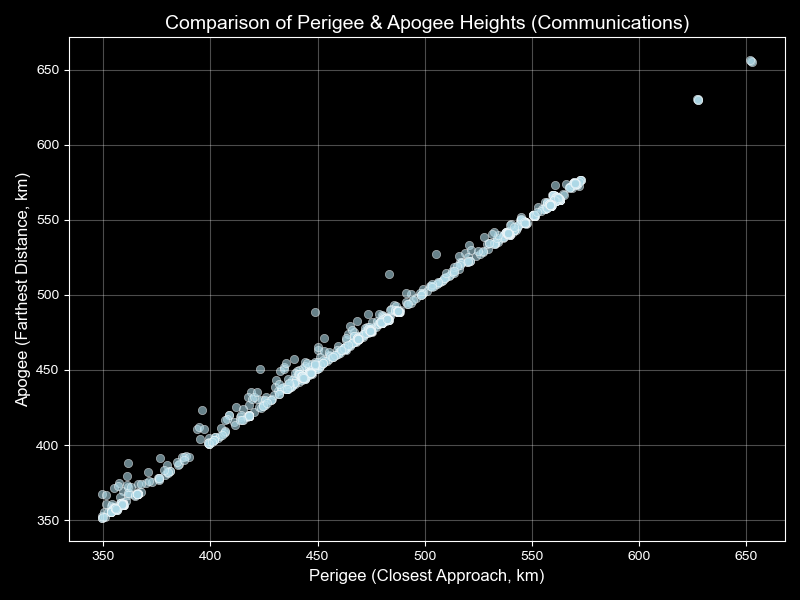 Comparison of Perigee & Apogee Heights (Communications)
Apogee (Farthest Distance, km)
650
600
550
500
450
400
350
350 400 450 500 550 600 650
Perigee (Closest Approach, km)